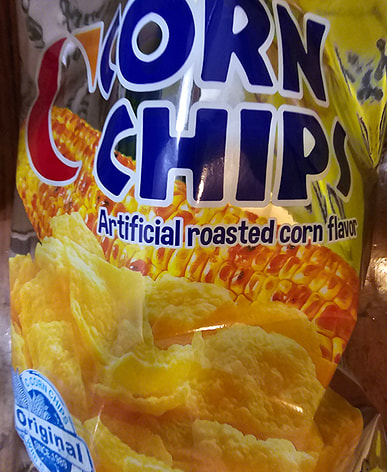 CORN
CHIPS
Artificial roasted corn flavor
CORN CHIPS
Original